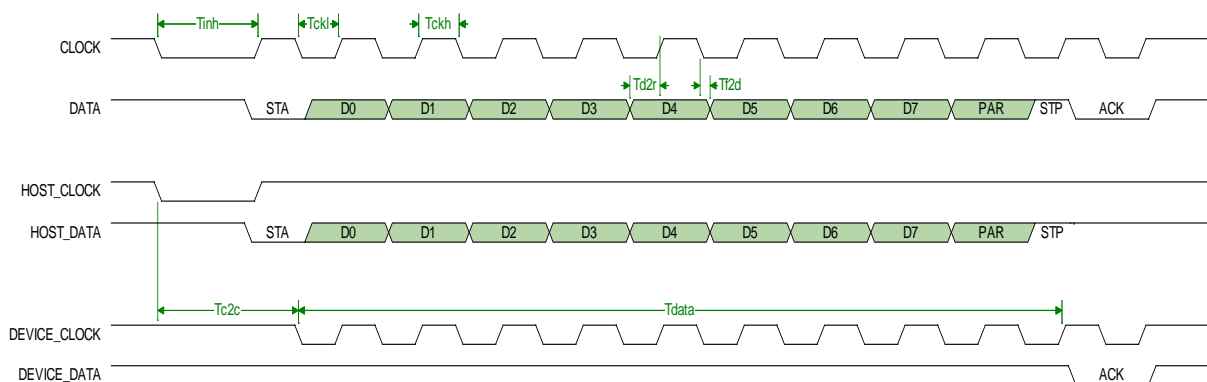 Tinh Tckl Tckh
CLOCK
Td2r Tf2d
DATA STA D0 D1 D2 D3 D4 D5 D6 D7 PAR STP ACK
HOST_CLOCK
HOST_DATA STA D0 D1 D2 D3 D4 D5 D6 D7 PAR STP
Tc2c Tdata
DEVICE_CLOCK
DEVICE_DATA ACK